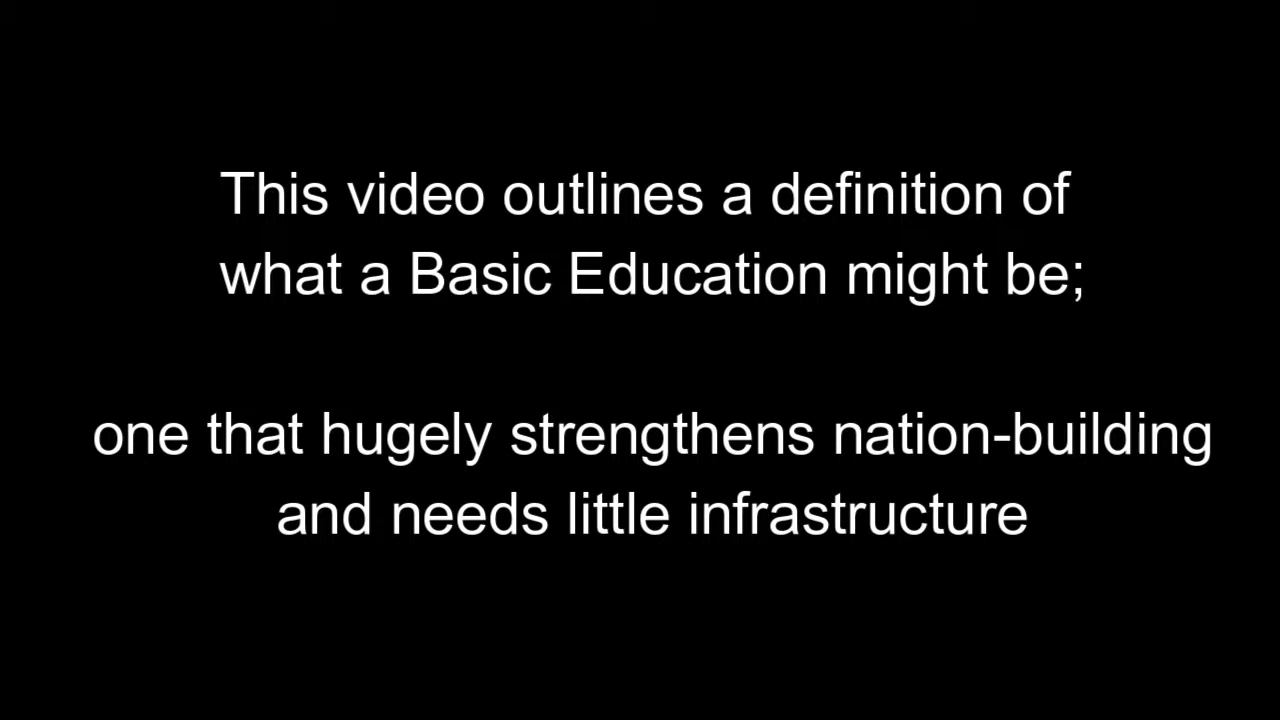 This video outlines a definition of
what a Basic Education might be;
one that hugely strengthens nation-building
and needs little infrastructure